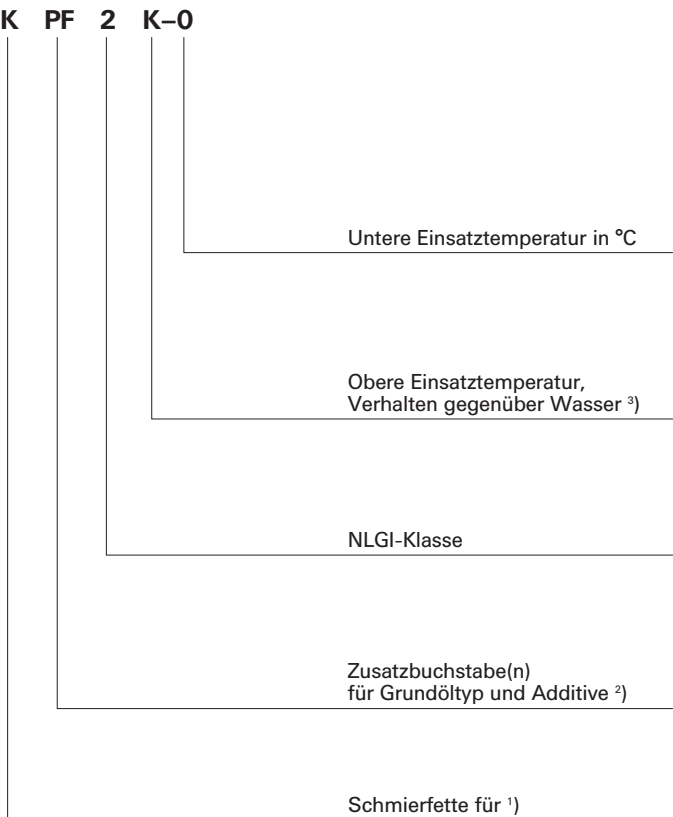 K PF 2 K–0
Untere Einsatztemperatur in °C
Obere Einsatztemperatur,
Verhalten gegenüber Wasser ³)
NLGI-Klasse
Zusatzbuchstabe(n)
für Grundöltyp und Additive ²)
Schmierfette für ¹)